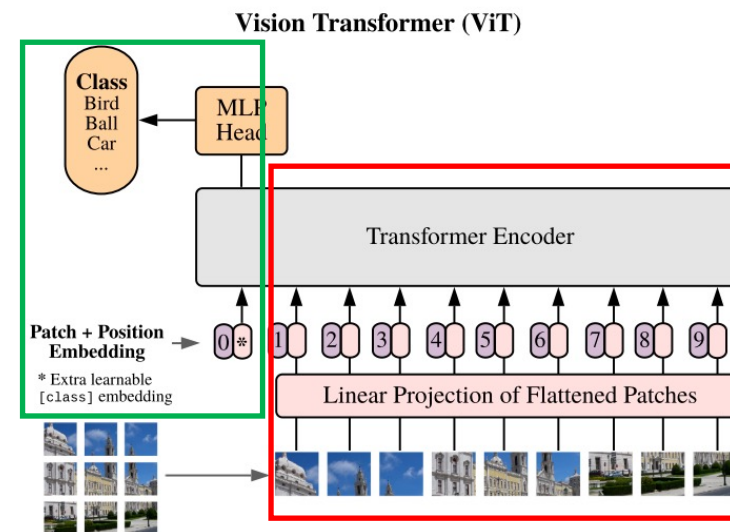 Vision Transformer (ViT)
Class
Bird
Ball
Car
...
MLP
Head
Transformer Encoder
Patch + Position
Embedding
0 * 1 2 3 4 5 6 7 8 9
* Extra learnable
[class] embedding
Linear Projection of Flattened Patches